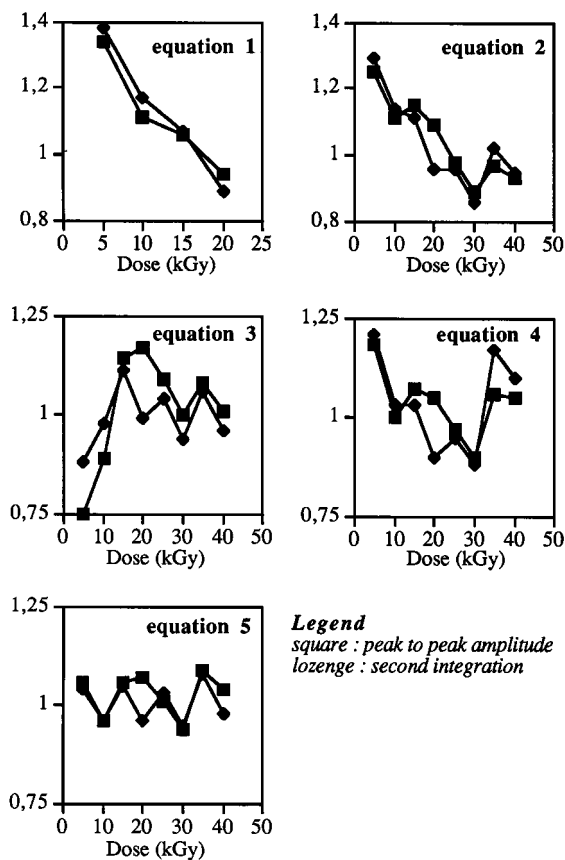 1,4
equation 1
1,2
1
0,8
0 5 10 15 20 25
Dose (kGy)
1,4
equation 2
1,2
1
0,8
0 10 20 30 40 50
Dose (kGy)
1,25
equation 3
1
0,75
0 10 20 30 40 50
Dose (kGy)
1,25
equation 4
1
0,75
0 10 20 30 40 50
Dose (kGy)
1,25
equation 5
1
0,75
0 10 20 30 40 50
Dose (kGy)
Legend
square : peak to peak amplitude
lozenge : second integration